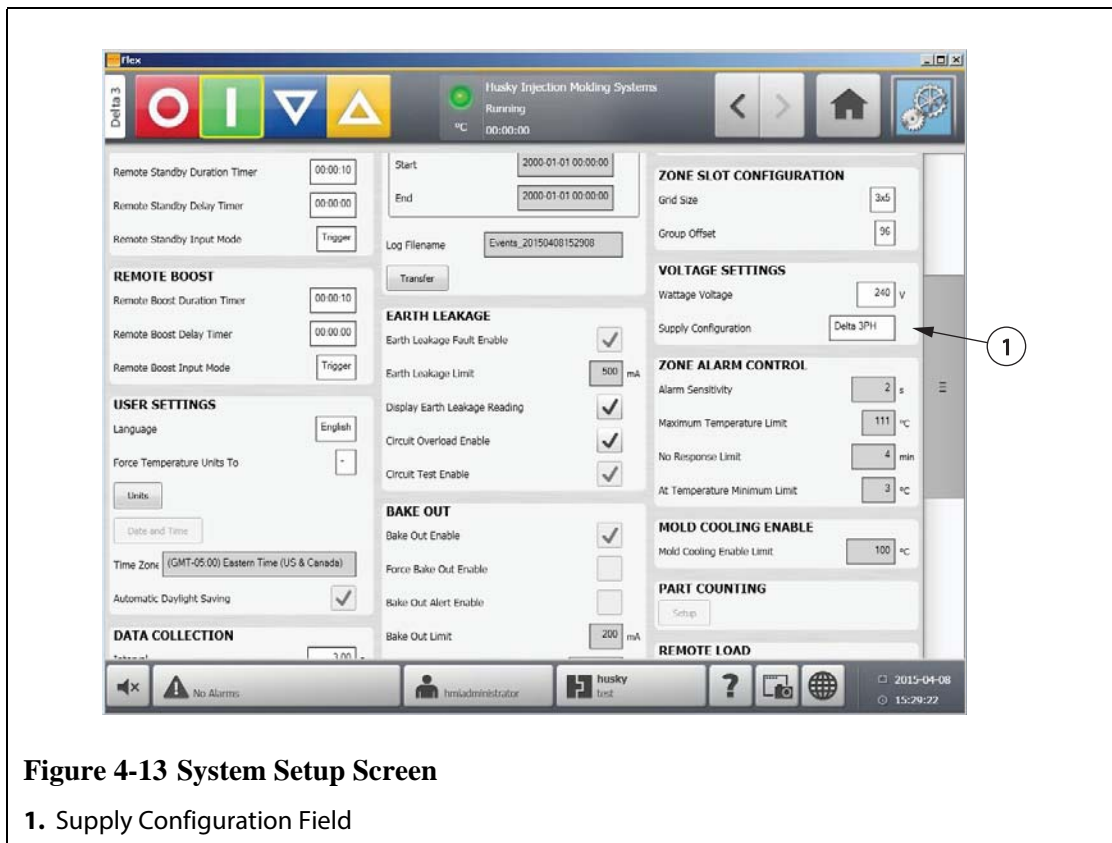 Flex
Delta 3
Husky Injection Molding Systems
Running
°C 00:00:00
Remote Standby Duration Timer 00:00:10
Remote Standby Delay Timer 00:00:00
Remote Standby Input Mode Trigger
REMOTE BOOST
Remote Boost Duration Timer 00:00:10
Remote Boost Delay Timer 00:00:00
Remote Boost Input Mode Trigger
USER SETTINGS
Language English
Force Temperature Units To -
Units
Date and Time
Time Zone (GMT-05:00) Eastern Time (US & Canada)
Automatic Daylight Saving
DATA COLLECTION
Interval 3.00
Start 2000-01-01 00:00:00
End 2000-01-01 00:00:00
Log Filename Events_20150408152908
Transfer
EARTH LEAKAGE
Earth Leakage Fault Enable
Earth Leakage Limit 500 mA
Display Earth Leakage Reading
Circuit Overload Enable
Circuit Test Enable
BAKE OUT
Bake Out Enable
Force Bake Out Enable
Bake Out Alert Enable
Bake Out Limit 200 mA
ZONE SLOT CONFIGURATION
Grid Size 3x5
Group Offset 96
VOLTAGE SETTINGS
Wattage Voltage 240 V
Supply Configuration Delta 3PH
1
ZONE ALARM CONTROL
Alarm Sensitivity 2 s
Maximum Temperature Limit 111 °C
No Response Limit 4 min
At Temperature Minimum Limit 3 °C
MOLD COOLING ENABLE
Mold Cooling Enable Limit 100 °C
PART COUNTING
Setup
REMOTE LOAD
No Alarms
hmiadministrator
husky
test
?
2015-04-08
15:29:22
Figure 4-13 System Setup Screen
1. Supply Configuration Field